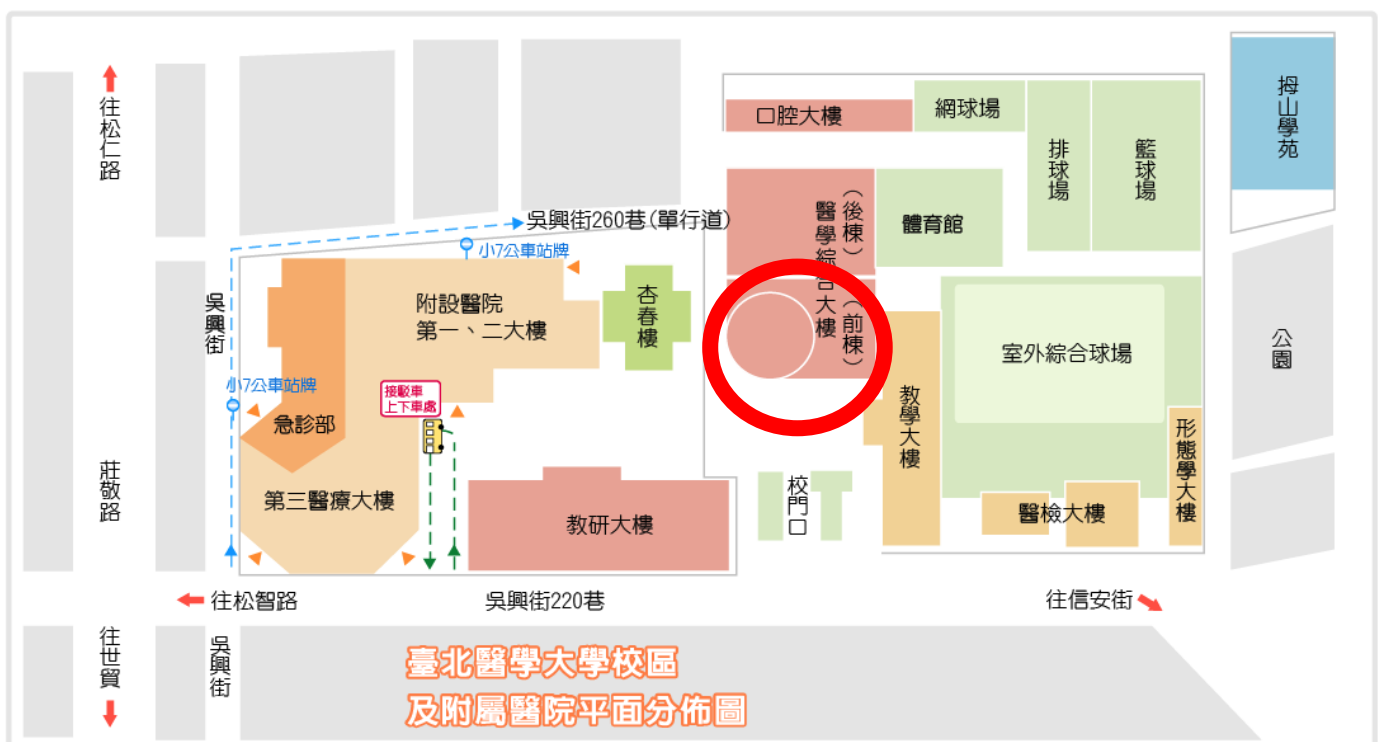 往松仁路
口腔大樓
網球場
排球場
籃球場
拇山學苑
吳興街260巷(單行道)
小7公車站牌
醫學綜合大樓
(後棟)
(前棟)
體育館
吳興街
附設醫院
第一、二大樓
杏春樓
室外綜合球場
公園
小7公車站牌
接駁車
上下車處
急診部
教學大樓
形態學大樓
莊敬路
第三醫療大樓
教研大樓
校門口
醫檢大樓
往松智路
吳興街220巷
往信安街
往世貿
吳興街
臺北醫學大學校區
及附屬醫院平面分佈圖